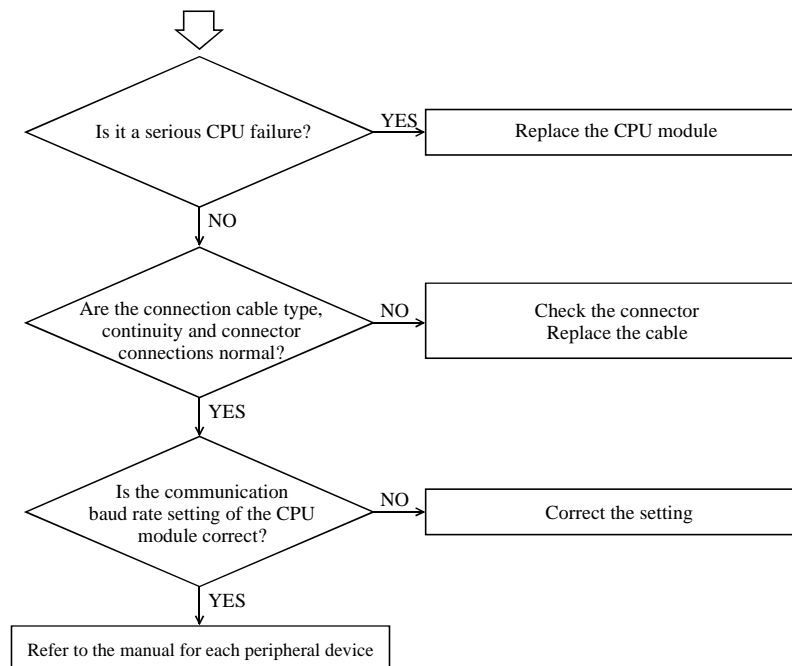 Is it a serious CPU failure?
YES
Replace the CPU module
NO
Are the connection cable type,
continuity and connector
connections normal?
NO
Check the connector
Replace the cable
YES
Is the communication
baud rate setting of the CPU
module correct?
NO
Correct the setting
YES
Refer to the manual for each peripheral device